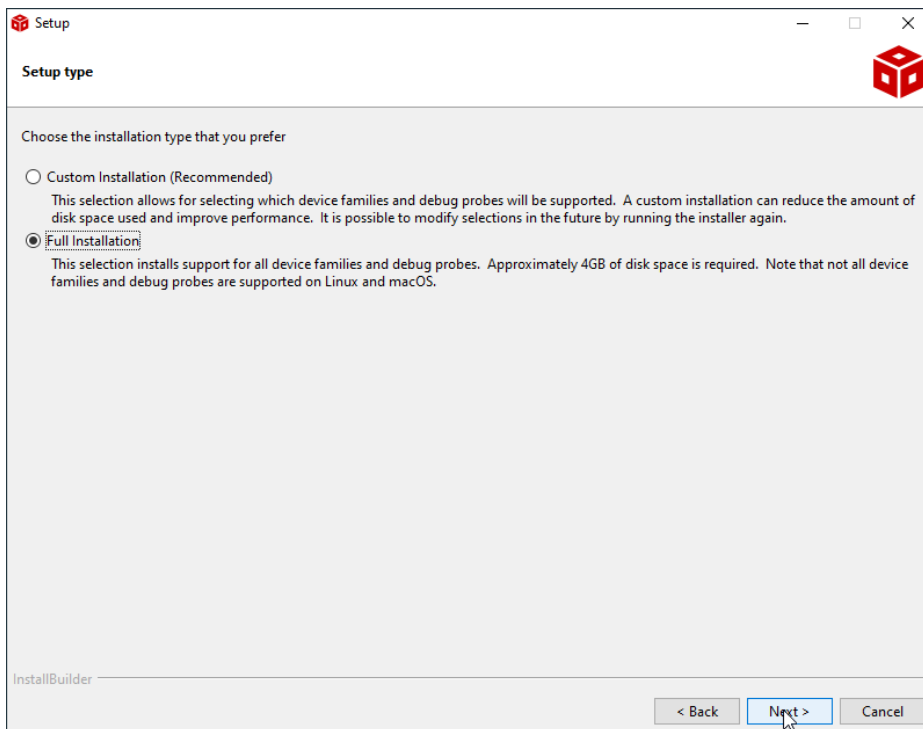 Setup
Setup type
Choose the installation type that you prefer
Custom Installation (Recommended)
This selection allows for selecting which device families and debug probes will be supported.  A custom installation can reduce the amount of
disk space used and improve performance.  It is possible to modify selections in the future by running the installer again.
Full Installation
This selection installs support for all device families and debug probes.  Approximately 4GB of disk space is required.  Note that not all device
families and debug probes are supported on Linux and macOS.
InstallBuilder
< Back Next > Cancel